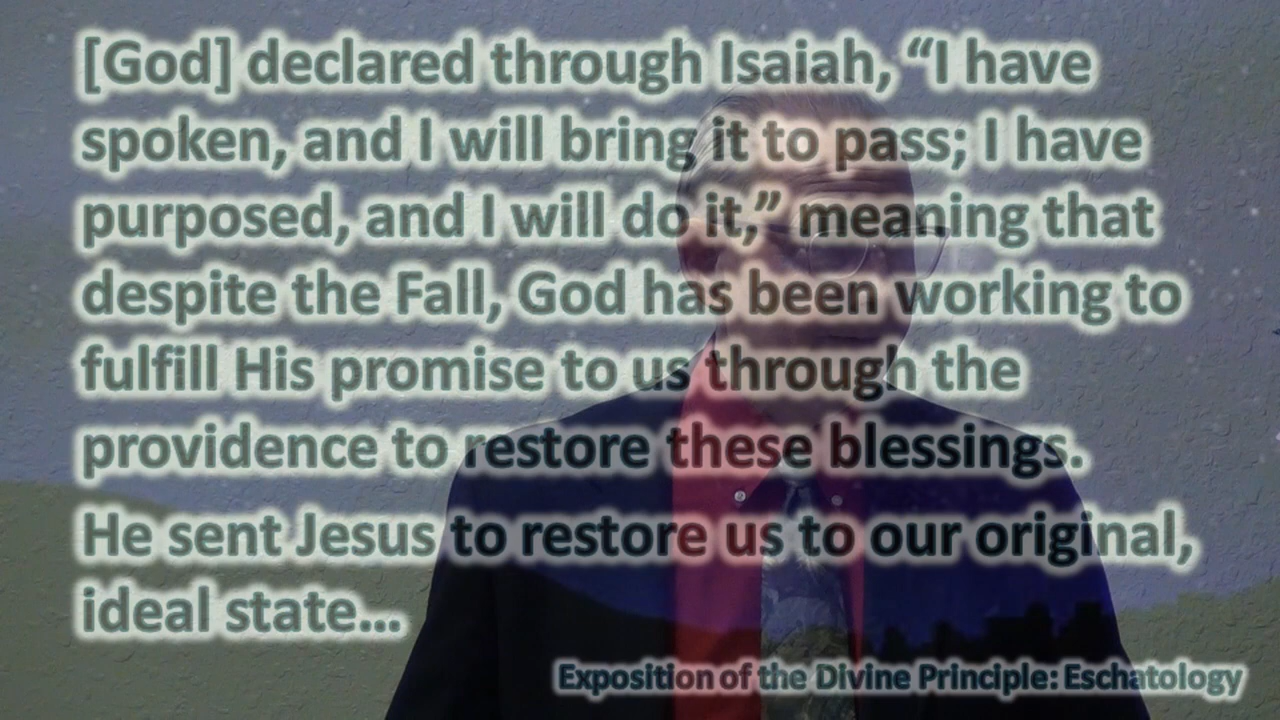 [God] declared through Isaiah, “I have
spoken, and I will bring it to pass; I have
purposed, and I will do it,” meaning that
despite the Fall, God has been working to
fulfill His promise to us through the
providence to restore these blessings.
He sent Jesus to restore us to our original,
ideal state...
Exposition of the Divine Principle: Eschatology